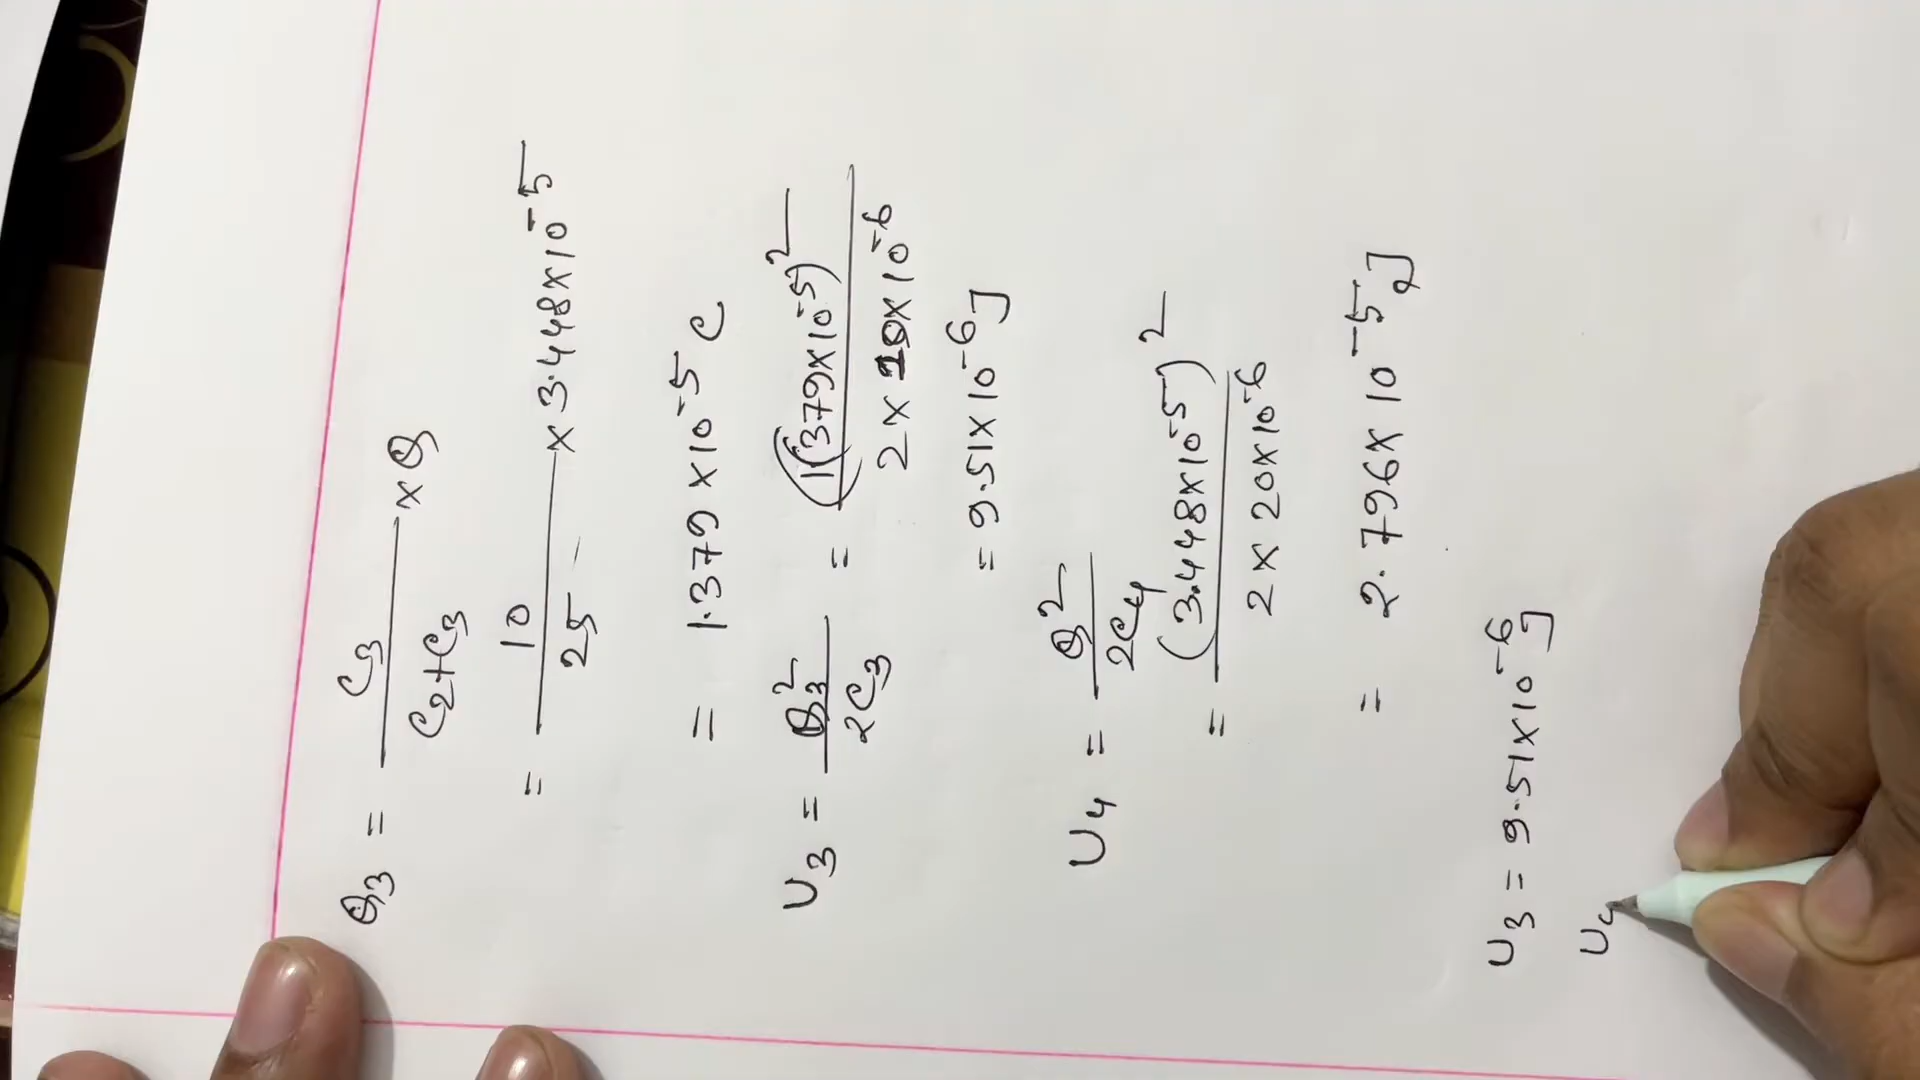 Q₃ = C₃/(C₂+C₃) × Q
= 10/25 × 3.448×10⁻⁵
= 1.379 × 10⁻⁵ C
U₃ = Q₃²/2C₃ = (1.379×10⁻⁵)²/(2 × 10×10⁻⁶)
= 9.51×10⁻⁶ J
U₄ = Q²/2C₄
= (3.448×10⁻⁵)²/(2 × 20×10⁻⁶)
= 2.796 × 10⁻⁵ J
U₃ = 9.51×10⁻⁶ J
U₄